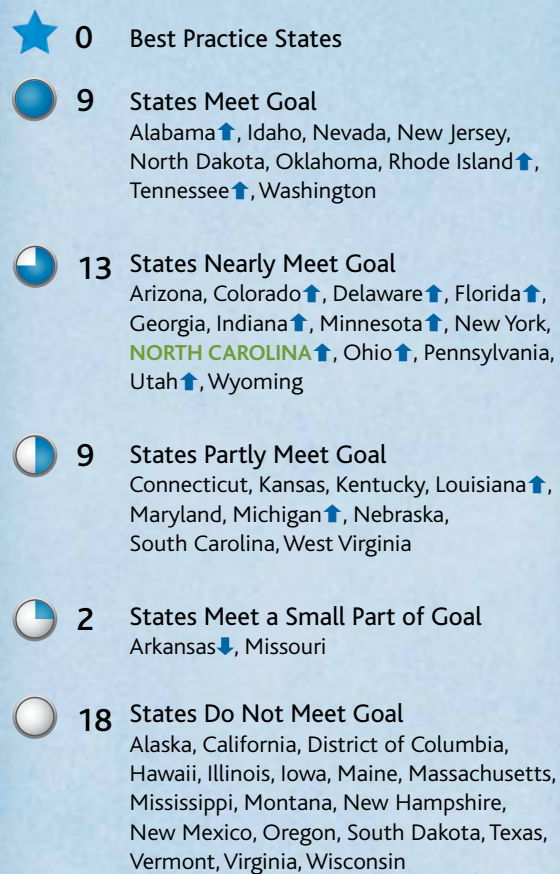 0 Best Practice States
9 States Meet Goal
Alabama⬆, Idaho, Nevada, New Jersey,
North Dakota, Oklahoma, Rhode Island⬆,
Tennessee⬆, Washington
13 States Nearly Meet Goal
Arizona, Colorado⬆, Delaware⬆, Florida⬆,
Georgia, Indiana⬆, Minnesota⬆, New York,
NORTH CAROLINA⬆, Ohio⬆, Pennsylvania,
Utah⬆, Wyoming
9 States Partly Meet Goal
Connecticut, Kansas, Kentucky, Louisiana⬆,
Maryland, Michigan⬆, Nebraska,
South Carolina, West Virginia
2 States Meet a Small Part of Goal
Arkansas⬇, Missouri
18 States Do Not Meet Goal
Alaska, California, District of Columbia,
Hawaii, Illinois, Iowa, Maine, Massachusetts,
Mississippi, Montana, New Hampshire,
New Mexico, Oregon, South Dakota, Texas,
Vermont, Virginia, Wisconsin